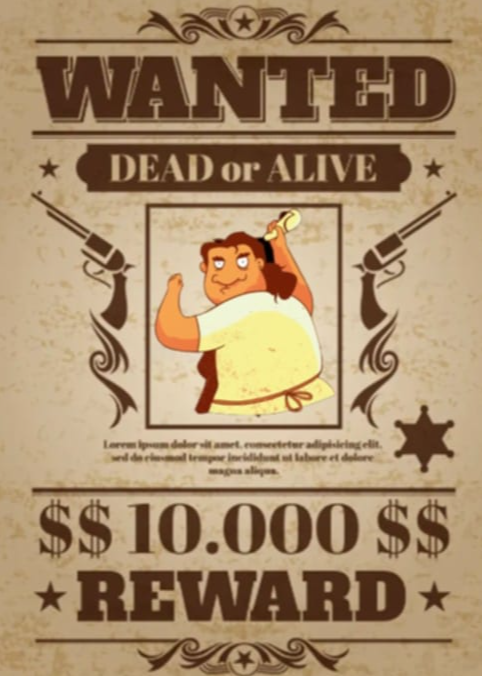 WANTED
DEAD or ALIVE
Lorem ipsum dolor sit amet, consectetur adipisicing elit,
sed do eiusmod tempor incididunt ut labore et dolore
magna aliqua.
$$ 10.000 $$
REWARD